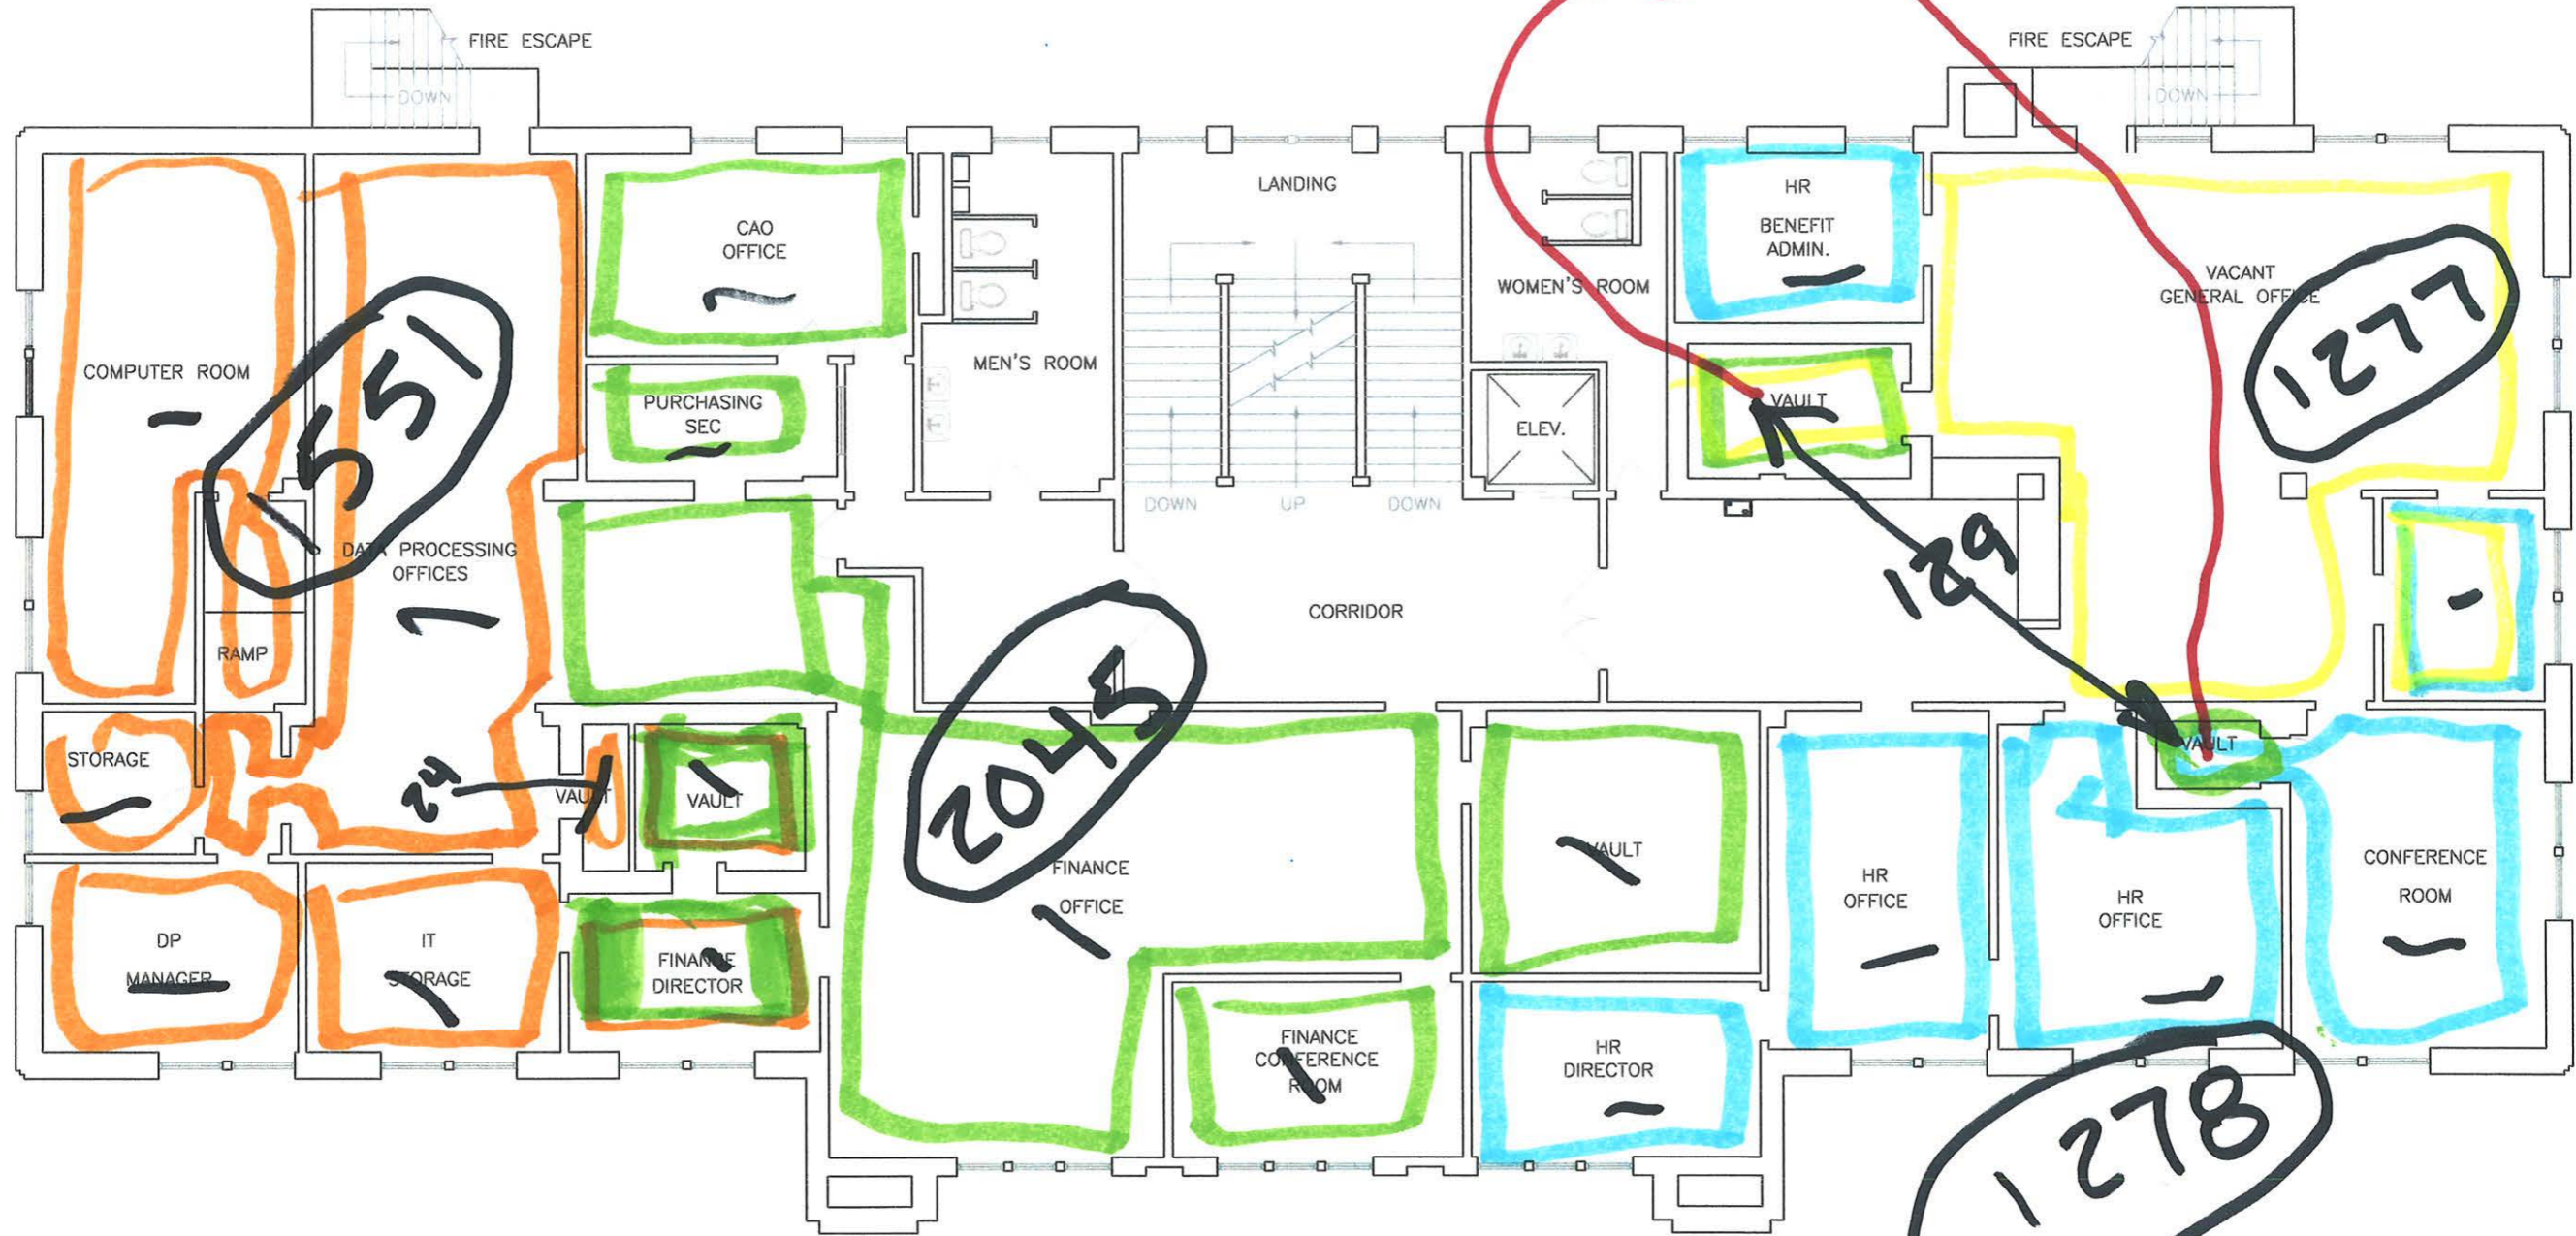 FIRE ESCAPE
FIRE ESCAPE
DOWN
DOWN
LANDING
HR
BENEFIT
ADMIN.
CAO
OFFICE
VACANT
GENERAL OFFICE
1277
WOMEN'S ROOM
COMPUTER ROOM
1551
MEN'S ROOM
PURCHASING
SEC
VAULT
ELEV.
DOWN
UP
DOWN
DATA PROCESSING
OFFICES
129
CORRIDOR
RAMP
2045
STORAGE
24
VAULT
VAULT
VAULT
VAULT
FINANCE
OFFICE
HR
OFFICE
HR
OFFICE
CONFERENCE
ROOM
DP
MANAGER
IT
STORAGE
FINANCE
DIRECTOR
FINANCE
CONFERENCE
ROOM
HR
DIRECTOR
1278